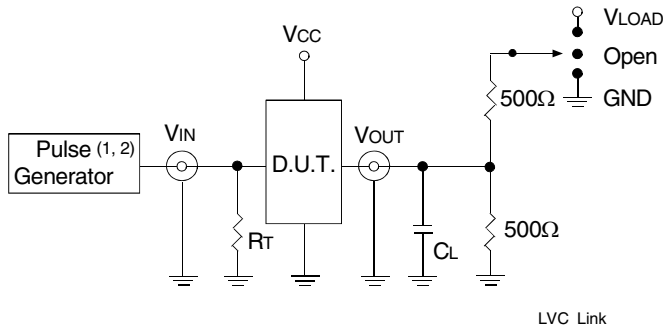 VLOAD
VCC
Open
500Ω
GND
VIN
VOUT
Pulse (1, 2)
Generator
D.U.T.
RT
CL
500Ω
LVC Link